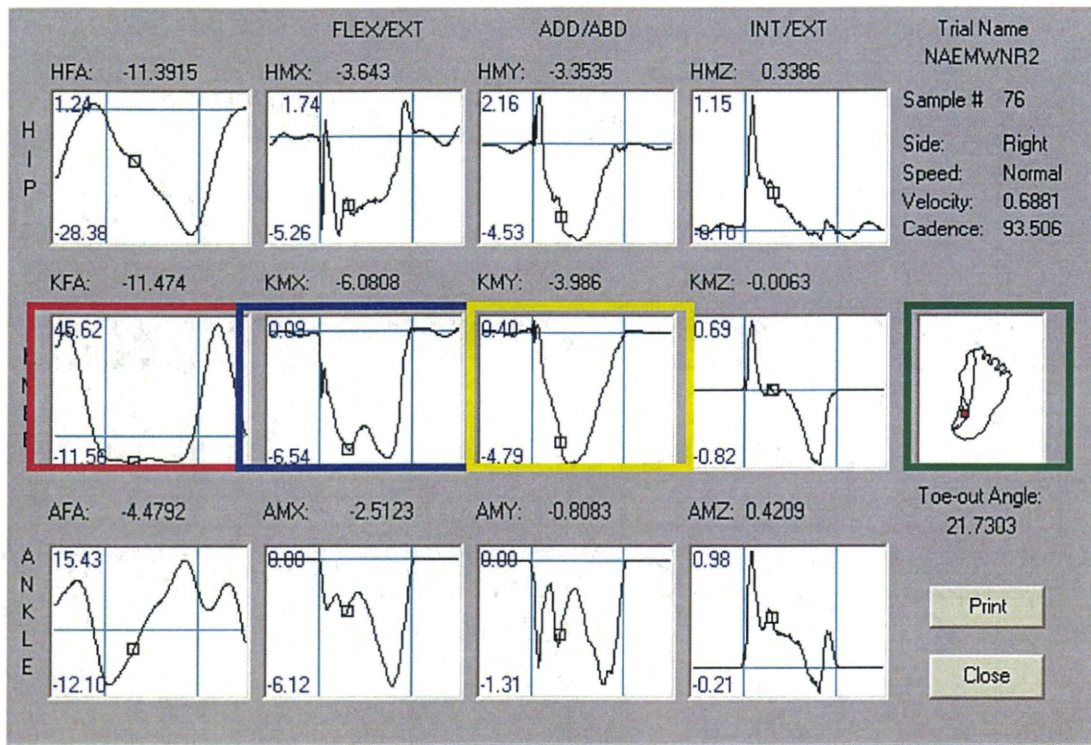 FLEX/EXT ADD/ABD INT/EXT Trial Name
NAEMWNR2
HFA: -11.3915 HMX: -3.643 HMY: -3.3535 HMZ: 0.3386
1.24 1.74 2.16 1.15 Sample # 76
HIP
Side: Right
Speed: Normal
Velocity: 0.6881
-28.38 -5.26 -4.53 -0.10 Cadence: 93.506
KFA: -11.474 KMX: -6.0808 KMY: -3.986 KMZ: -0.0063
45.62 0.09 0.40 0.69
KNEE
-11.56 -6.54 -4.79 -0.82
AFA: -4.4792 AMX: -2.5123 AMY: -0.8083 AMZ: 0.4209 Toe-out Angle:
21.7303
15.43 0.00 0.00 0.98
ANKLE
Print
-12.10 -6.12 -1.31 -0.21 Close